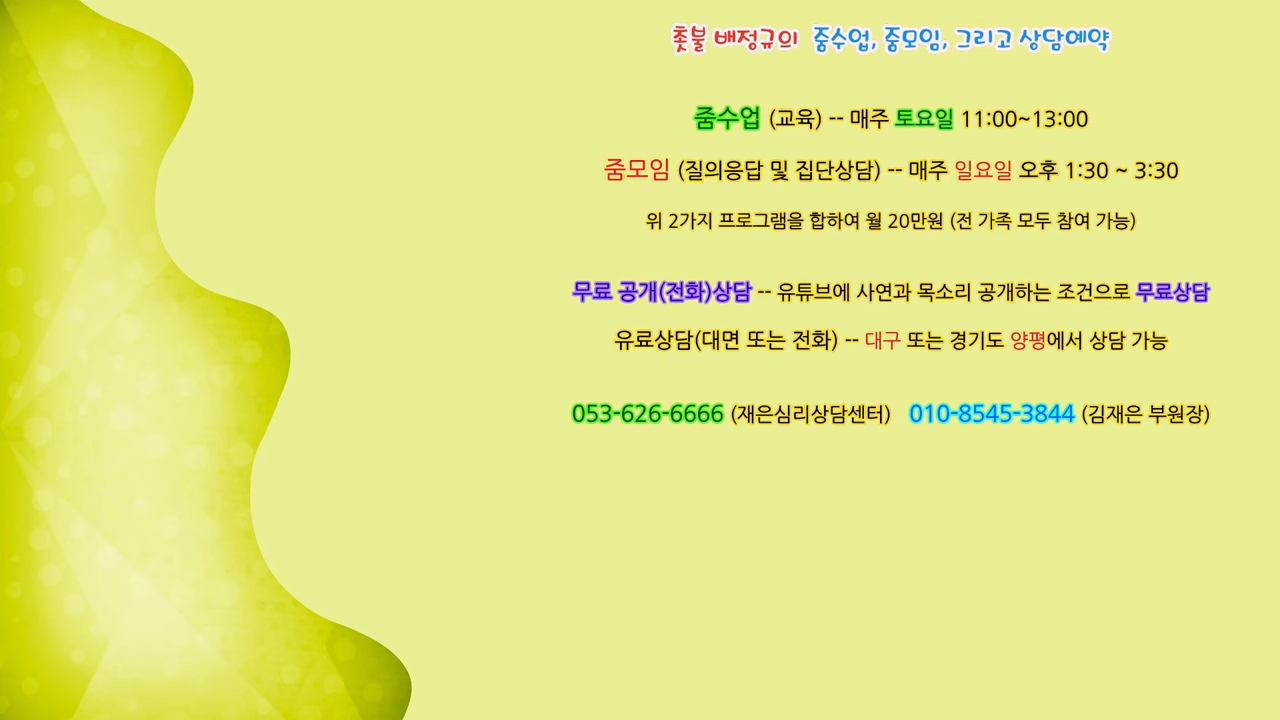 촛불 배정규의 줌수업, 줌모임, 그리고 상담예약
줌수업 (교육) -- 매주 토요일 11:00~13:00
줌모임 (질의응답 및 집단상담) -- 매주 일요일 오후 1:30 ~ 3:30
위 2가지 프로그램을 합하여 월 20만원 (전 가족 모두 참여 가능)
무료 공개(전화)상담 -- 유튜브에 사연과 목소리 공개하는 조건으로 무료상담
유료상담(대면 또는 전화) -- 대구 또는 경기도 양평에서 상담 가능
053-626-6666 (재은심리상담센터) 010-8545-3844 (김재은 부원장)